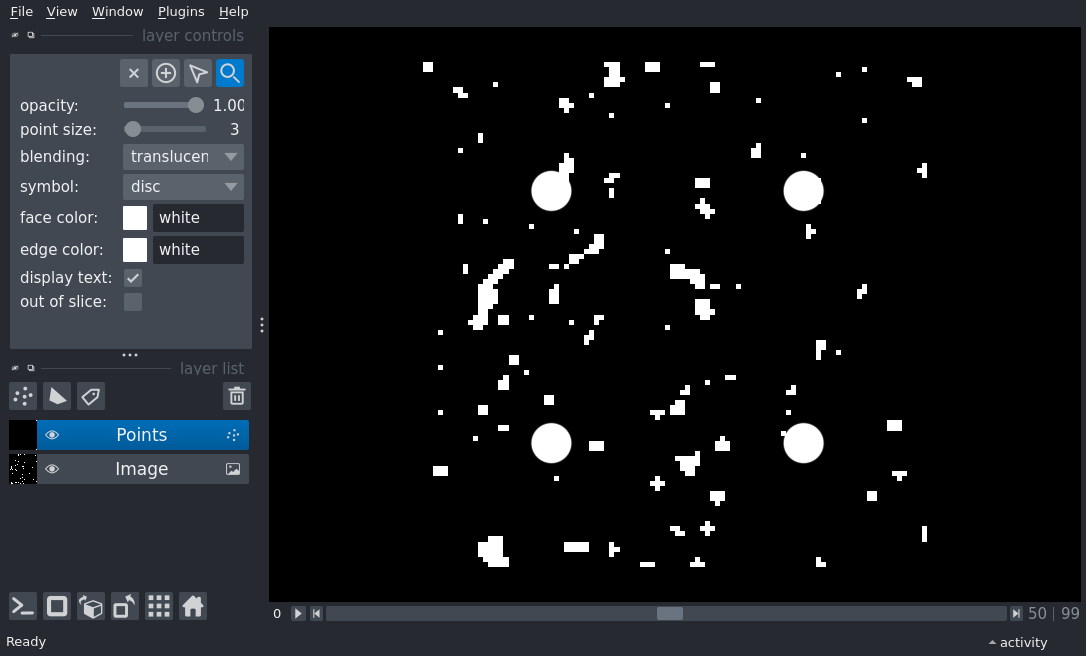 File View Window Plugins Help
layer controls
opacity: 1.00
point size: 3
blending: translucen
symbol: disc
face color: white
edge color: white
display text:
out of slice:
layer list
Points
Image
0 50 | 99
Ready activity